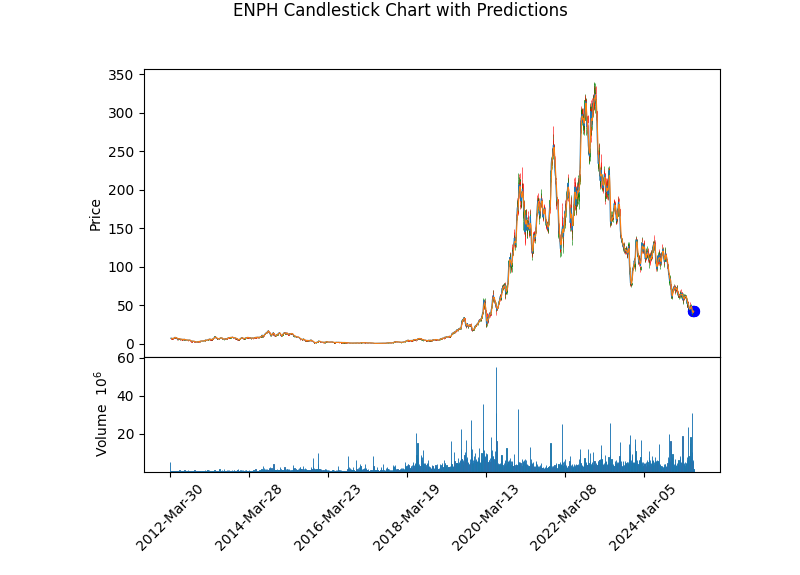 ENPH Candlestick Chart with Predictions
350
300
250
200
150
100
50
0
Price
60
40
20
Volume 10^6
2012-Mar-30
2014-Mar-28
2016-Mar-23
2018-Mar-19
2020-Mar-13
2022-Mar-08
2024-Mar-05